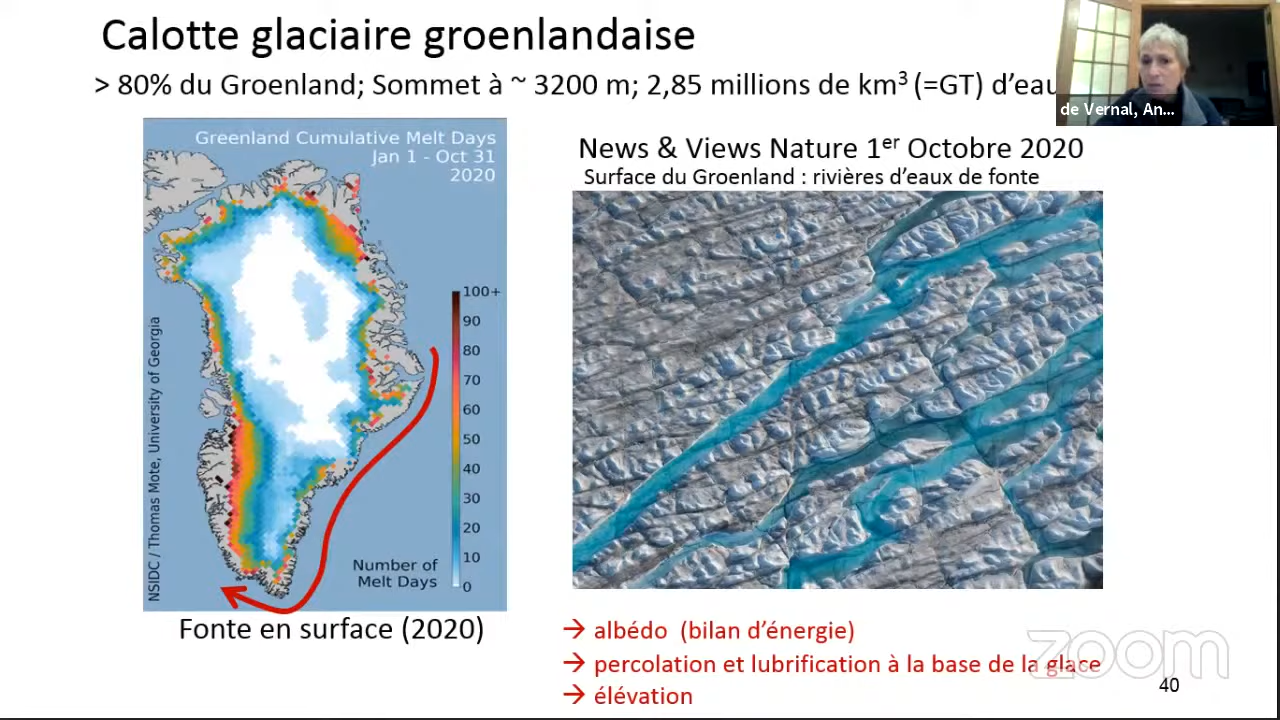 Calotte glaciaire groenlandaise
> 80% du Groenland; Sommet à ~ 3200 m; 2,85 millions de km³ (=GT) d'eau
de Vernal, An...
Greenland Cumulative Melt Days
Jan 1 - Oct 31
2020
100+
90
80
70
60
50
40
30
20
10
0
Number of
Melt Days
NSIDC / Thomas Mote, University of Georgia
Fonte en surface (2020)
News & Views Nature 1er Octobre 2020
Surface du Groenland : rivières d'eaux de fonte
→ albédo (bilan d'énergie)
→ percolation et lubrification à la base de la glace
→ élévation
zoom
40